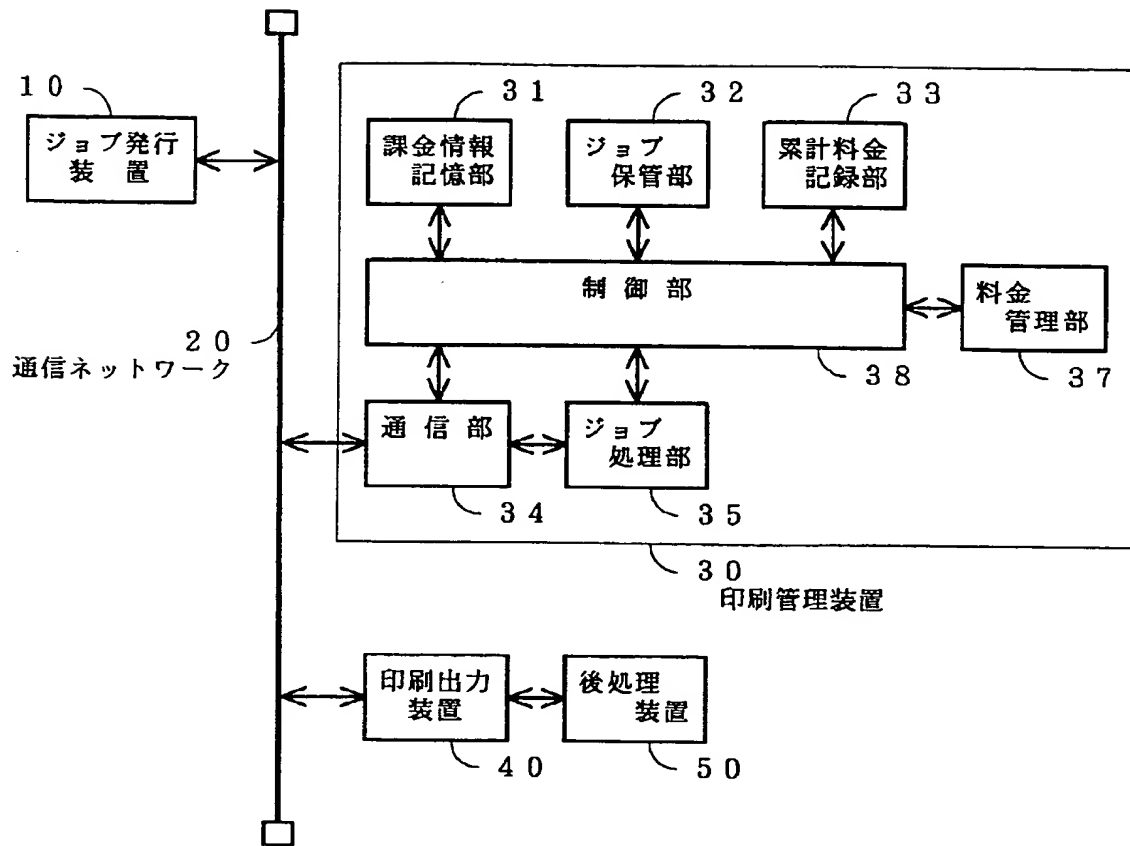 １０
ジョブ発行
装 置
３１
課金情報
記憶部
３２
ジョブ
保管部
３３
累計料金
記録部
制 御 部
３８
料金
管理部
３７
２０
通信ネットワーク
通 信 部
３４
ジョブ
処理部
３５
３０
印刷管理装置
印刷出力
装置
４０
後処理
装置
５０